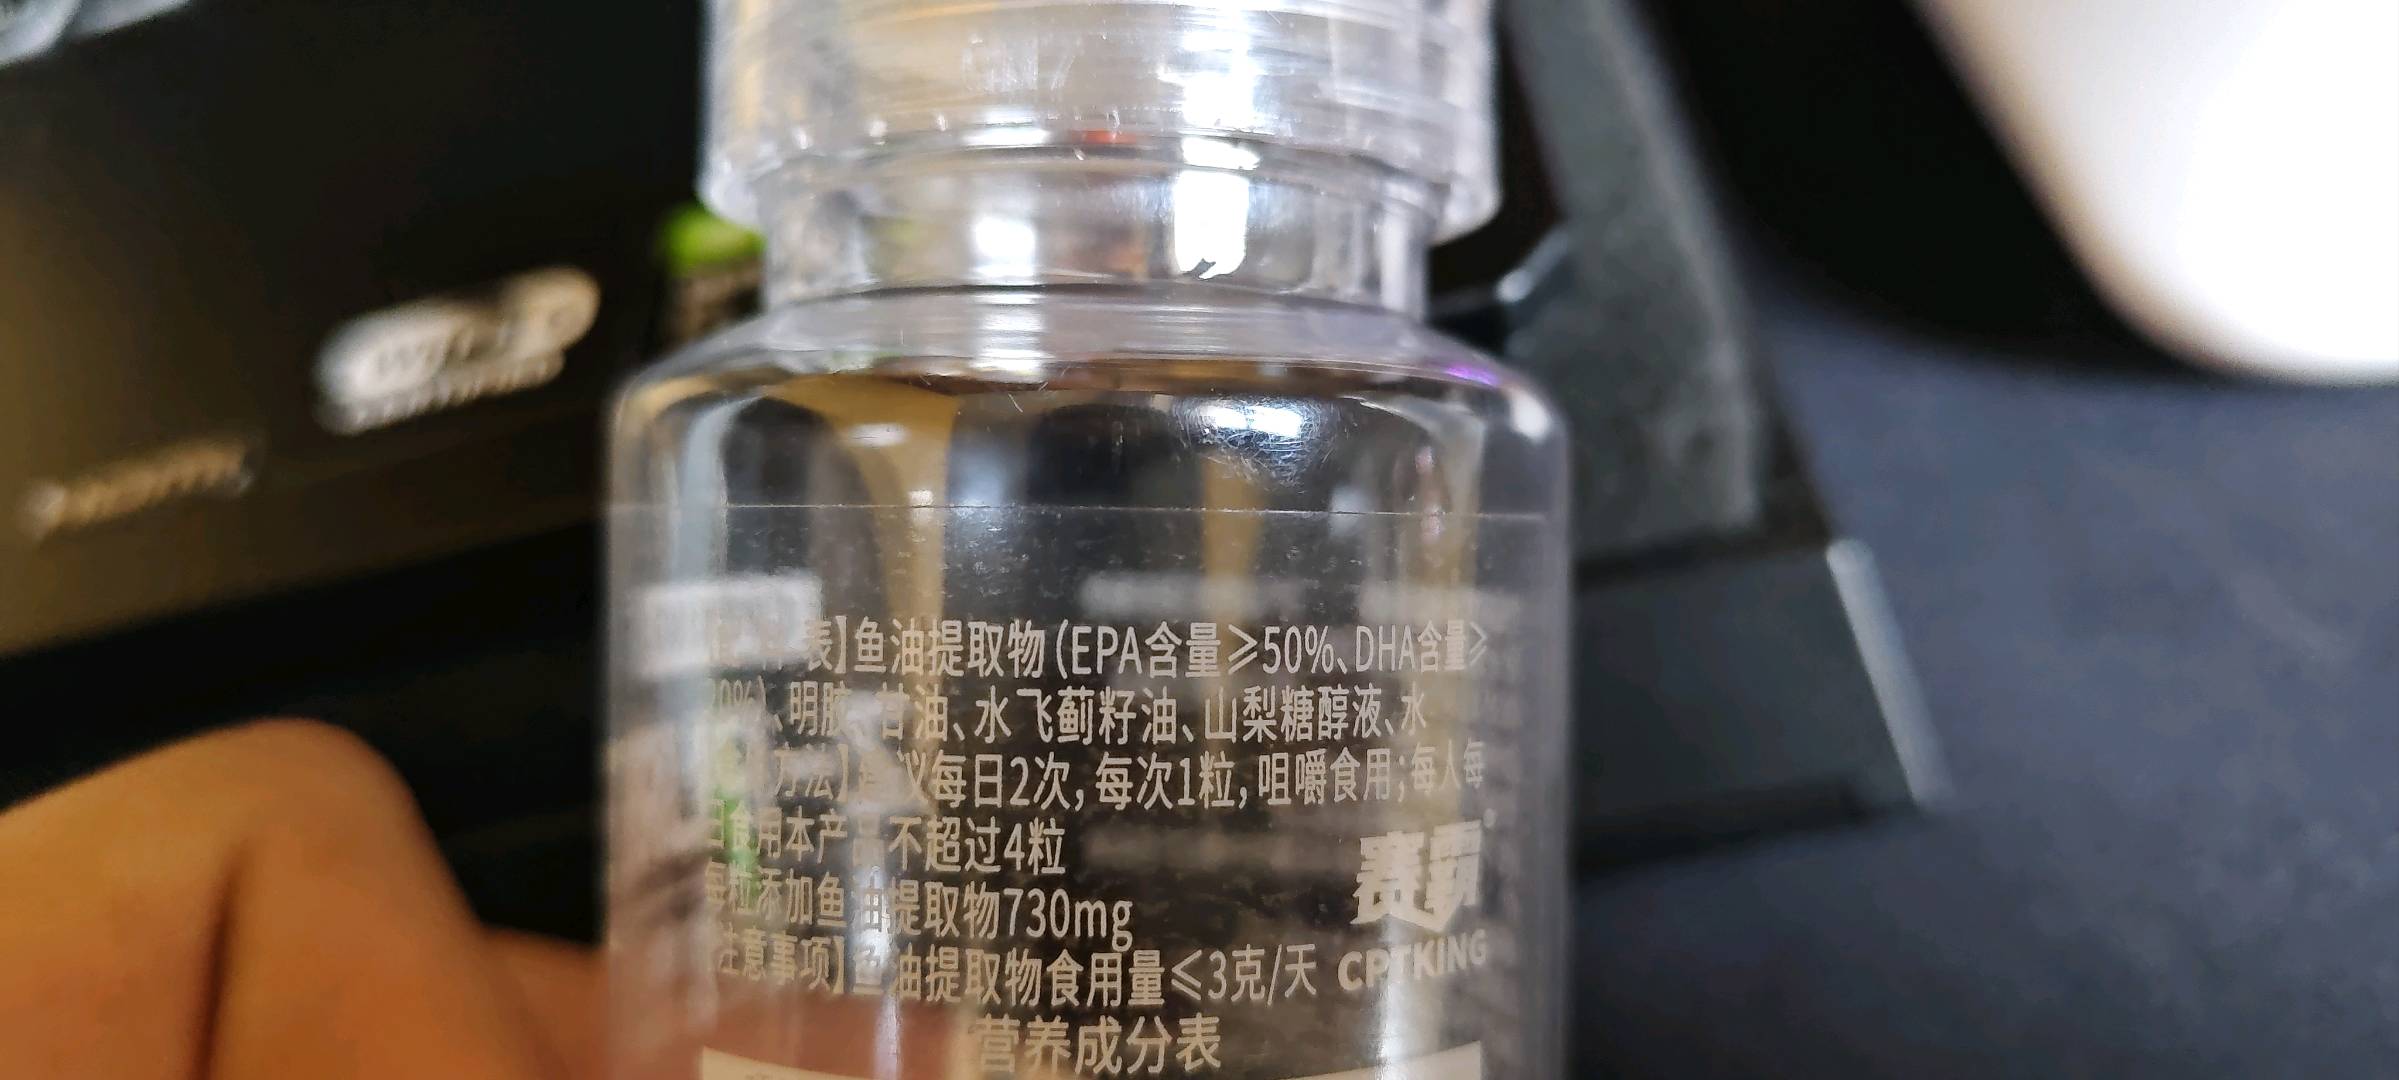 表】鱼油提取物(EPA含量≥50%、DHA含量≥
20%)、明胶、甘油、水飞蓟籽油、山梨糖醇液、水
方法】建议每日2次,每次1粒,咀嚼食用;每人每
日食用本产品不超过4粒
每粒添加鱼油提取物730mg
注意事项】鱼油提取物食用量≤3克/天
赛霸
CPTKING
营养成分表